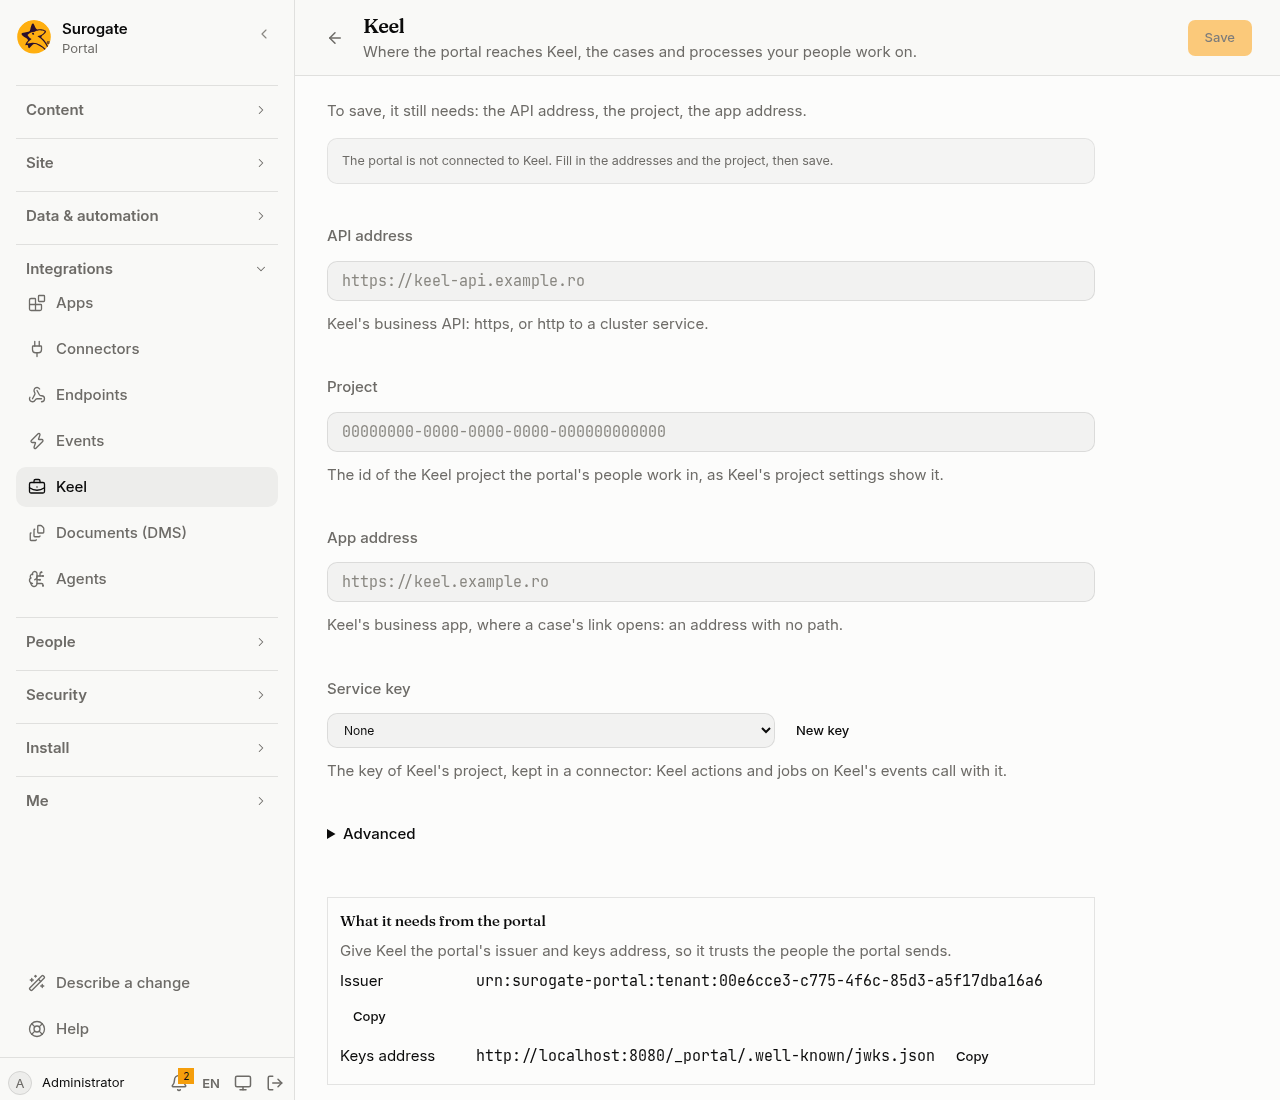 Surogate
Portal
Content
Site
Data & automation
Integrations
Apps
Connectors
Endpoints
Events
Keel
Documents (DMS)
Agents
People
Security
Install
Me
Describe a change
Help
A
Administrator
2
EN
Keel
Where the portal reaches Keel, the cases and processes your people work on.
Save
To save, it still needs: the API address, the project, the app address.
The portal is not connected to Keel. Fill in the addresses and the project, then save.
API address
https://keel-api.example.ro
Keel's business API: https, or http to a cluster service.
Project
00000000-0000-0000-0000-000000000000
The id of the Keel project the portal's people work in, as Keel's project settings show it.
App address
https://keel.example.ro
Keel's business app, where a case's link opens: an address with no path.
Service key
None
New key
The key of Keel's project, kept in a connector: Keel actions and jobs on Keel's events call with it.
Advanced
What it needs from the portal
Give Keel the portal's issuer and keys address, so it trusts the people the portal sends.
Issuer urn:surogate-portal:tenant:00e6cce3-c775-4f6c-85d3-a5f17dba16a6
Copy
Keys address http://localhost:8080/_portal/.well-known/jwks.json Copy